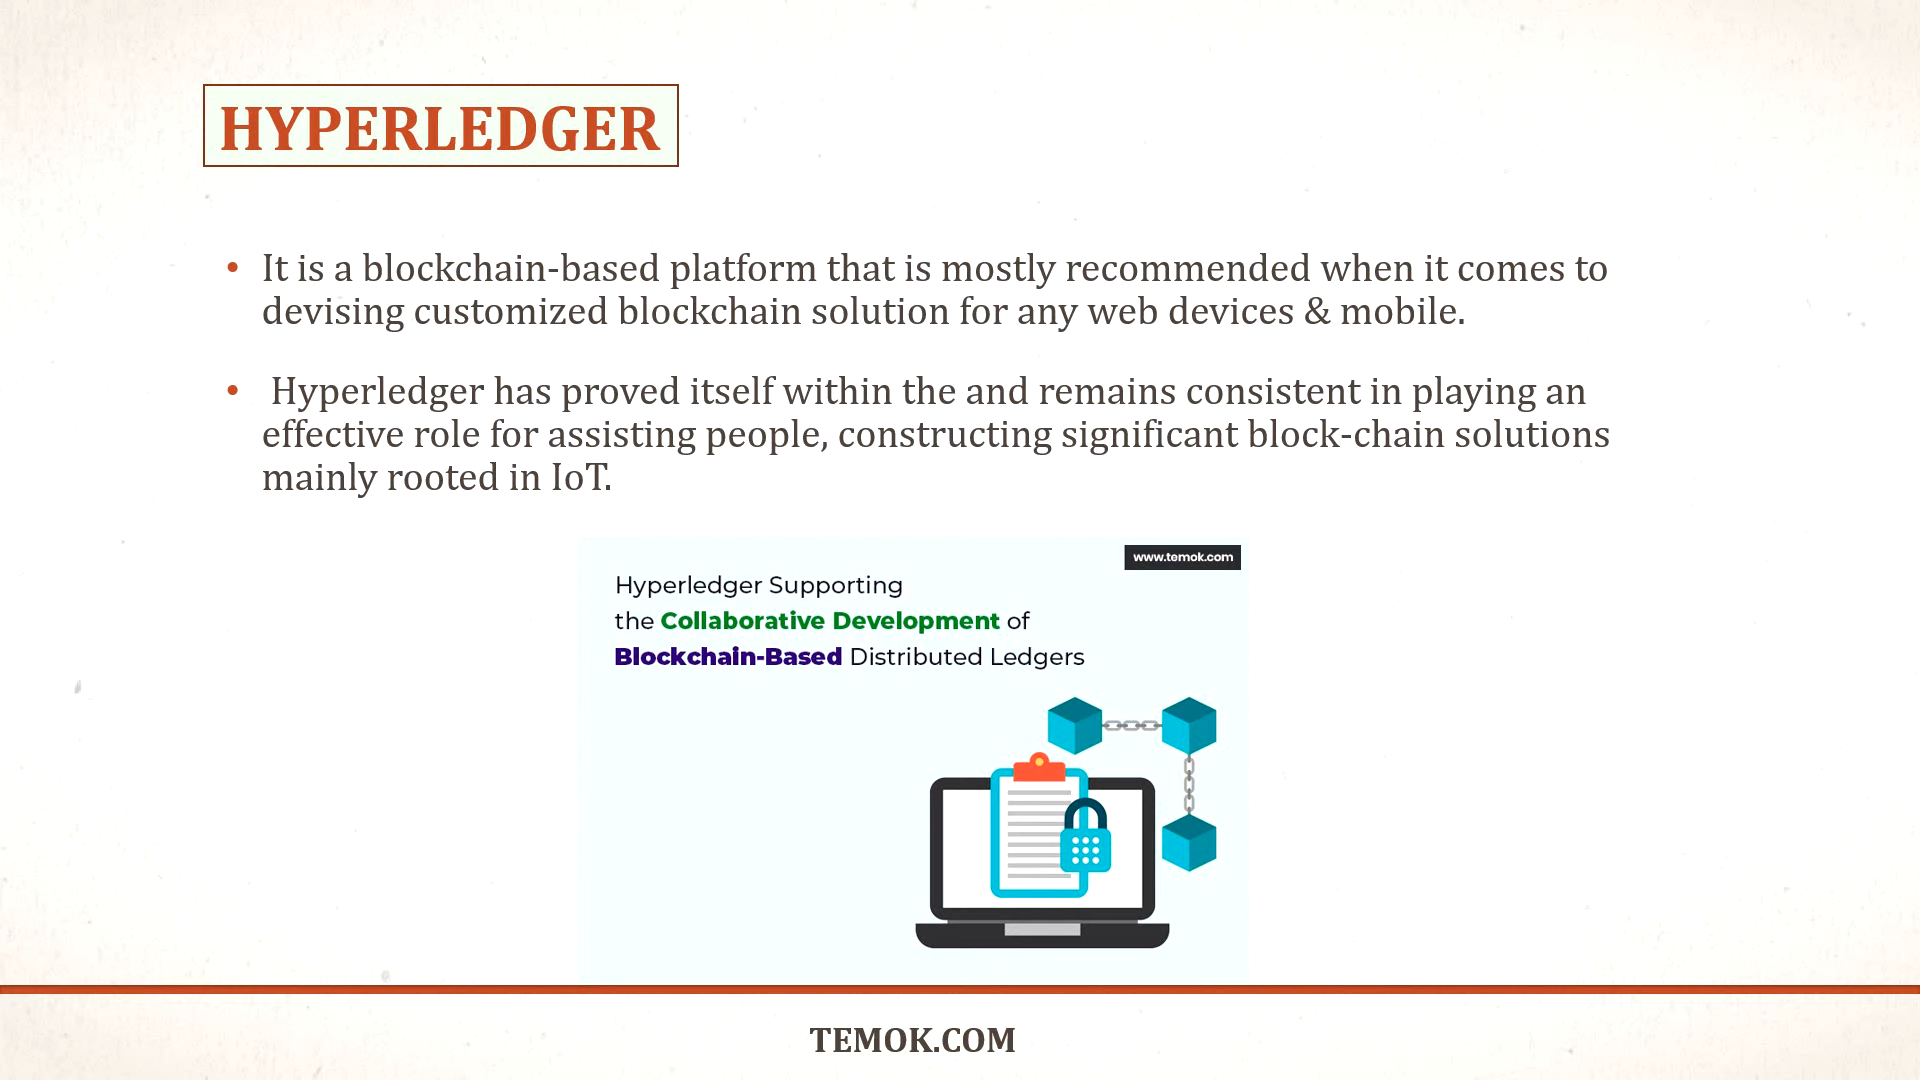 HYPERLEDGER
• It is a blockchain-based platform that is mostly recommended when it comes to
devising customized blockchain solution for any web devices & mobile.
• Hyperledger has proved itself within the and remains consistent in playing an
effective role for assisting people, constructing significant block-chain solutions
mainly rooted in IoT.
www.temok.com
Hyperledger Supporting
the Collaborative Development of
Blockchain-Based Distributed Ledgers
TEMOK.COM